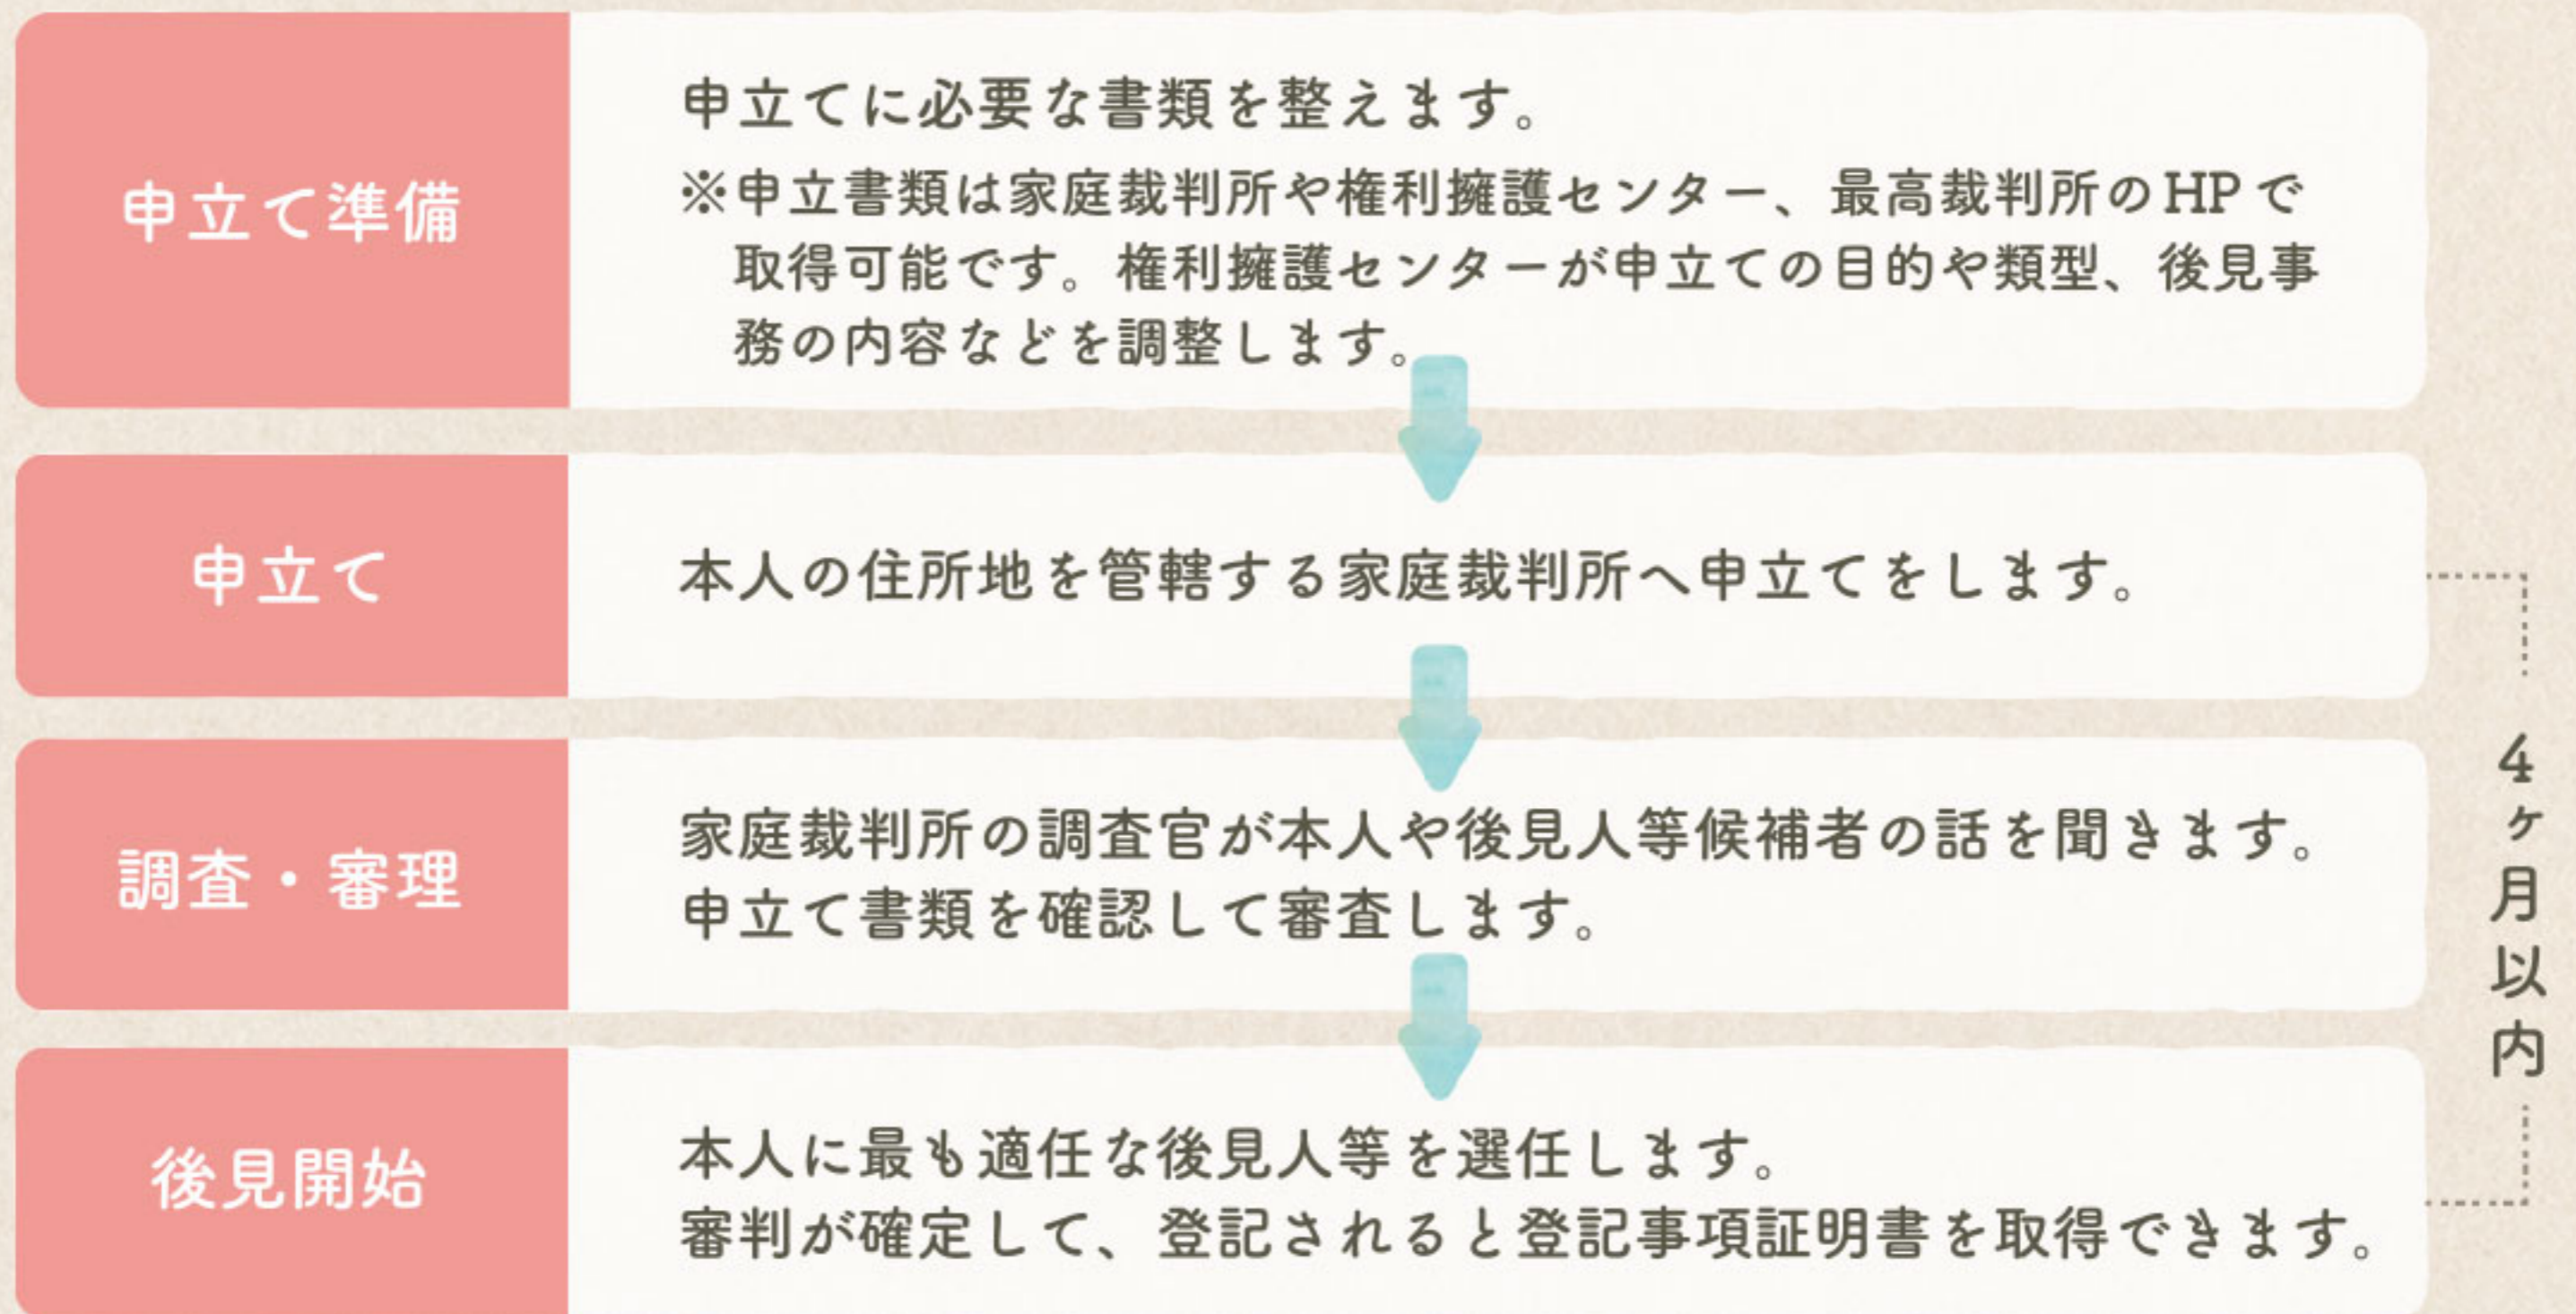 申立て準備
申立てに必要な書類を整えます。
※申立書類は家庭裁判所や権利擁護センター、最高裁判所のHPで
取得可能です。権利擁護センターが申立ての目的や類型、後見事
務の内容などを調整します。
申立て
本人の住所地を管轄する家庭裁判所へ申立てをします。
調査・審理
家庭裁判所の調査官が本人や後見人等候補者の話を聞きます。
申立て書類を確認して審査します。
後見開始
本人に最も適任な後見人等を選任します。
審判が確定して、登記されると登記事項証明書を取得できます。
4ヶ月以内